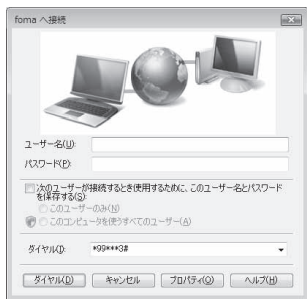 foma へ接続
ユーザー名(U):
パスワード(P):
次のユーザーが接続するとき使用するために、このユーザー名とパスワード
を保存する(S):
このユーザーのみ(N)
このコンピュータを使うすべてのユーザー(A)
ダイヤル(I): *99***3#
ダイヤル(D) キャンセル プロパティ(O) ヘルプ(H)